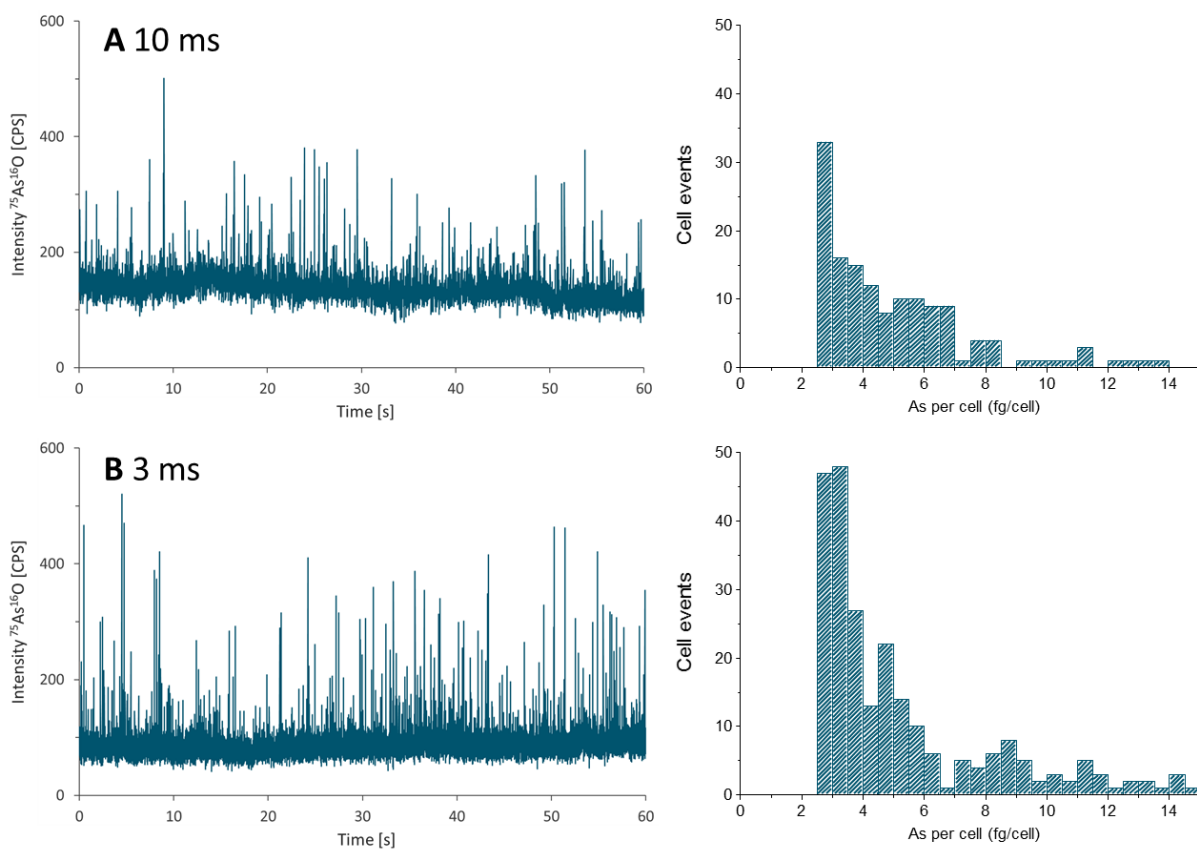 A 10 ms
Intensity ⁷⁵As¹⁶O [CPS]
600
400
200
0
0 10 20 30 40 50 60
Time [s]
Cell events
50
40
30
20
10
0
0 2 4 6 8 10 12 14
As per cell (fg/cell)
B 3 ms
Intensity ⁷⁵As¹⁶O [CPS]
600
400
200
0
0 10 20 30 40 50 60
Time [s]
Cell events
50
40
30
20
10
0
0 2 4 6 8 10 12 14
As per cell (fg/cell)